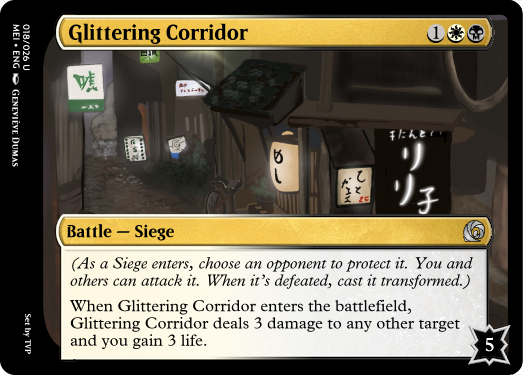 Glittering Corridor
1
嘘
めし
リ
リ
子
Battle — Siege
(As a Siege enters, choose an opponent to protect it. You and
others can attack it. When it's defeated, cast it transformed.)
When Glittering Corridor enters the battlefield,
Glittering Corridor deals 3 damage to any other target
and you gain 3 life.
5
018/026 U
MEI • ENG GENEVIÈVE DUMAS
Set by TVP